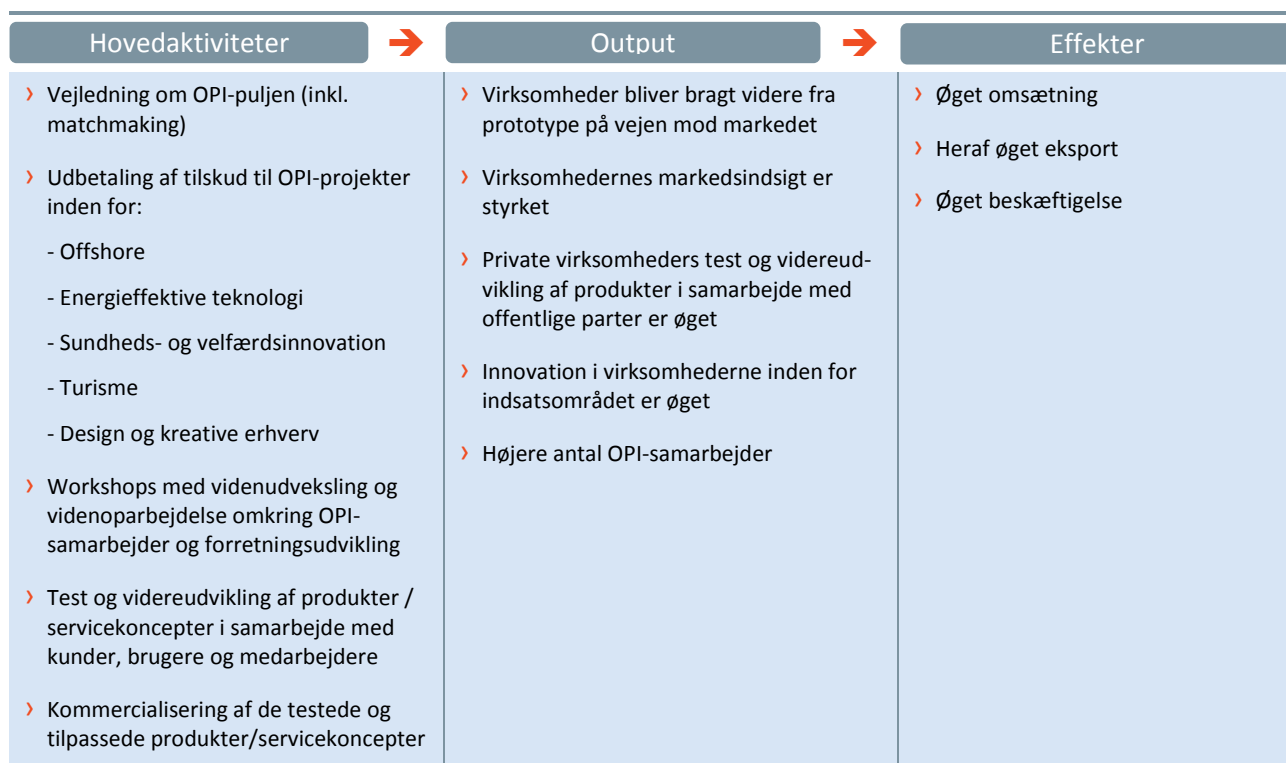 Hovedaktiviteter
Output
Effekter
› Vejledning om OPI-puljen (inkl.
matchmaking)
› Udbetaling af tilskud til OPI-projekter
inden for:
- Offshore
- Energieffektive teknologi
- Sundheds- og velfærdsinnovation
- Turisme
- Design og kreative erhverv
› Workshops med videnudveksling og
videnoparbejdelse omkring OPI-
samarbejder og forretningsudvikling
› Test og videreudvikling af produkter /
servicekoncepter i samarbejde med
kunder, brugere og medarbejdere
› Kommercialisering af de testede og
tilpassede produkter/servicekoncepter
› Virksomheder bliver bragt videre fra
prototype på vejen mod markedet
› Virksomhedernes markedsindsigt er
styrket
› Private virksomheders test og videreud-
vikling af produkter i samarbejde med
offentlige parter er øget
› Innovation i virksomhederne inden for
indsatsområdet er øget
› Højere antal OPI-samarbejder
› Øget omsætning
› Heraf øget eksport
› Øget beskæftigelse